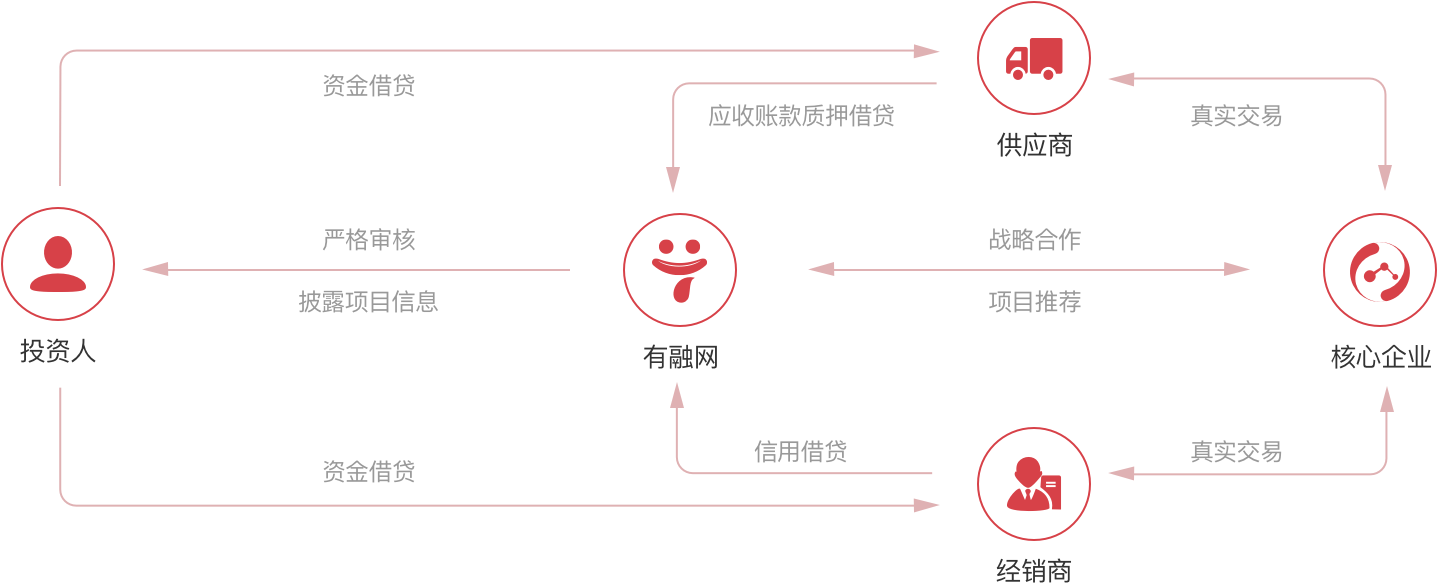 资金借贷
应收账款质押借贷
真实交易
供应商
严格审核
战略合作
披露项目信息
项目推荐
投资人
有融网
核心企业
资金借贷
信用借贷
真实交易
经销商